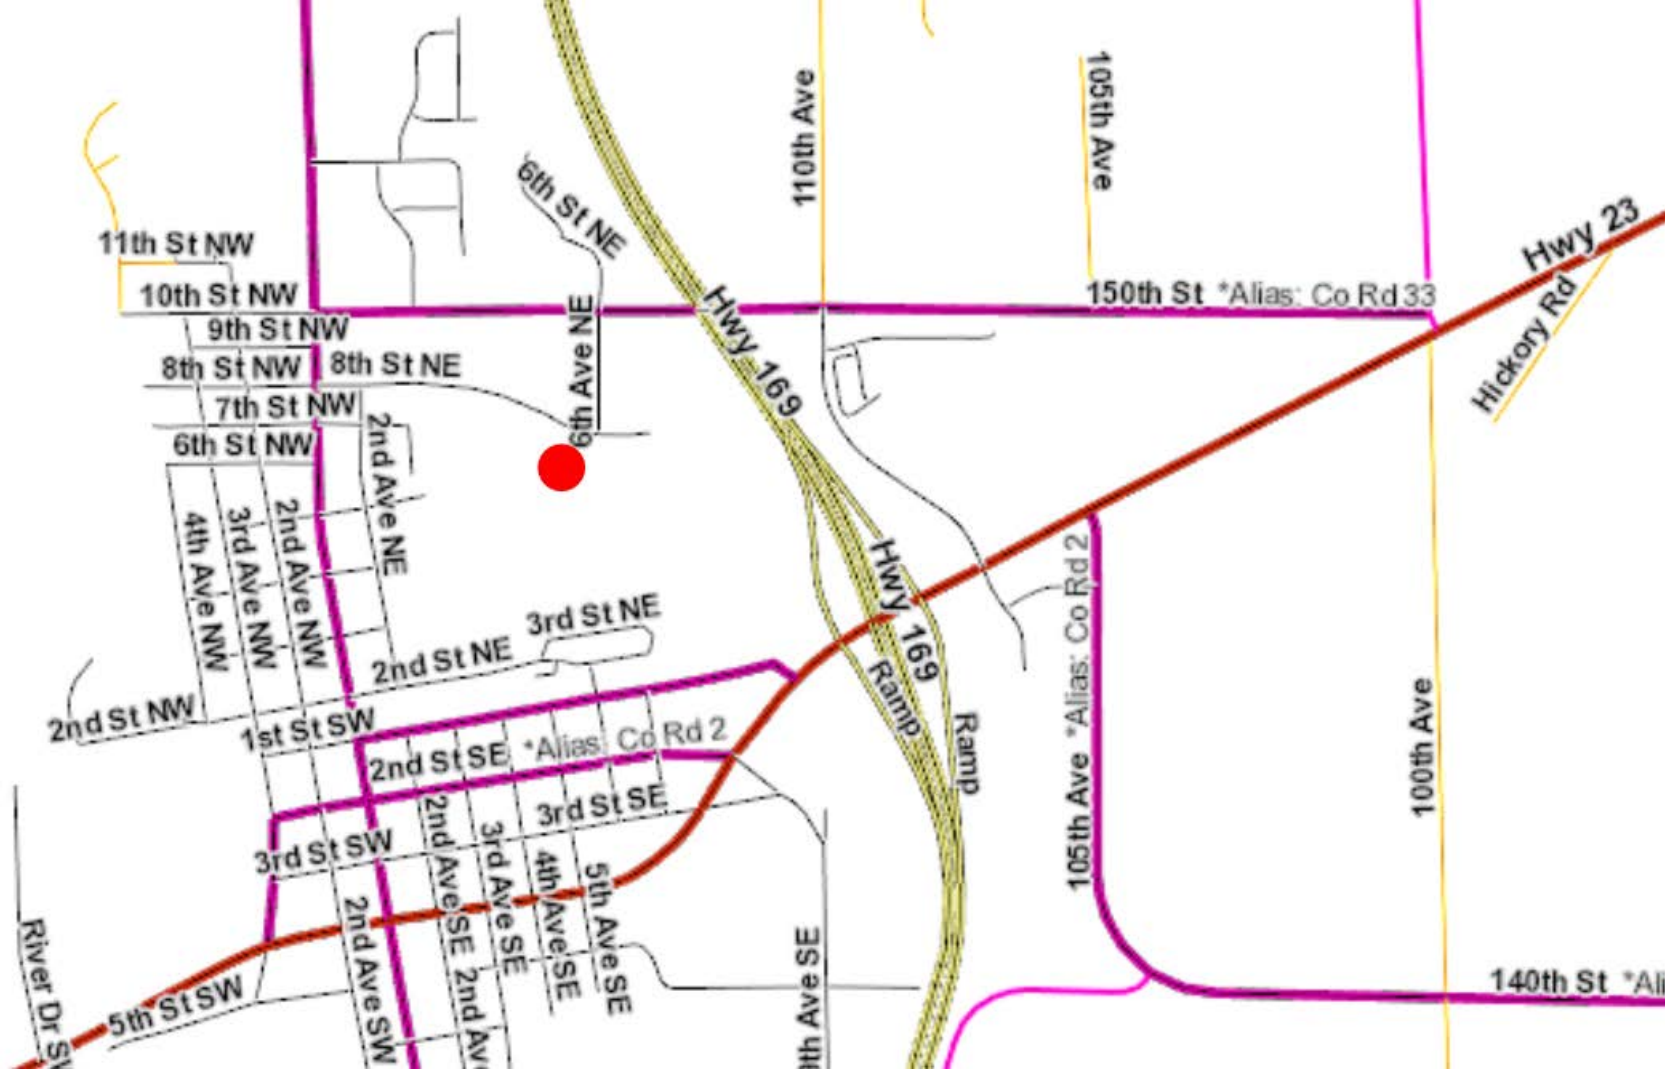 105th Ave
110th Ave
6th St NE
Hwy 23
11th St NW
10th St NW
150th St *Alias: Co Rd 33
Hickory Rd
9th St NW
6th Ave NE
Hwy 169
8th St NW
8th St NE
7th St NW
2nd Ave NE
6th St NW
4th Ave NW
3rd Ave NW
2nd Ave NW
Hwy 169
3rd St NE
2nd St NE
105th Ave *Alias: Co Rd 2
Ramp
Ramp
100th Ave
2nd St NW
1st St SW
2nd St SE *Alias: Co Rd 2
3rd St SE
3rd St SW
2nd Ave SE
3rd Ave SE
4th Ave SE
5th Ave SE
2nd Ave SW
River Dr
5th St SW
2nd
Ave SE
140th St